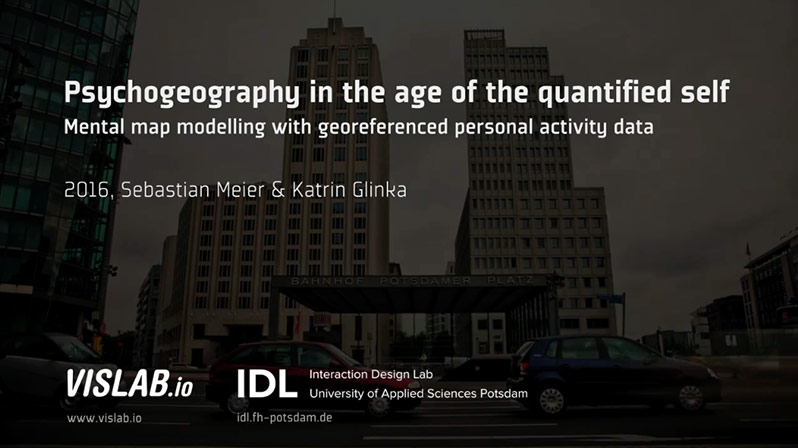 Psychogeography in the age of the quantified self
Mental map modelling with georeferenced personal activity data
2016, Sebastian Meier & Katrin Glinka
BAHNHOF POTSDAMER PLATZ
VISLAB.io
www.vislab.io
IDL
Interaction Design Lab
University of Applied Sciences Potsdam
idl.fh-potsdam.de